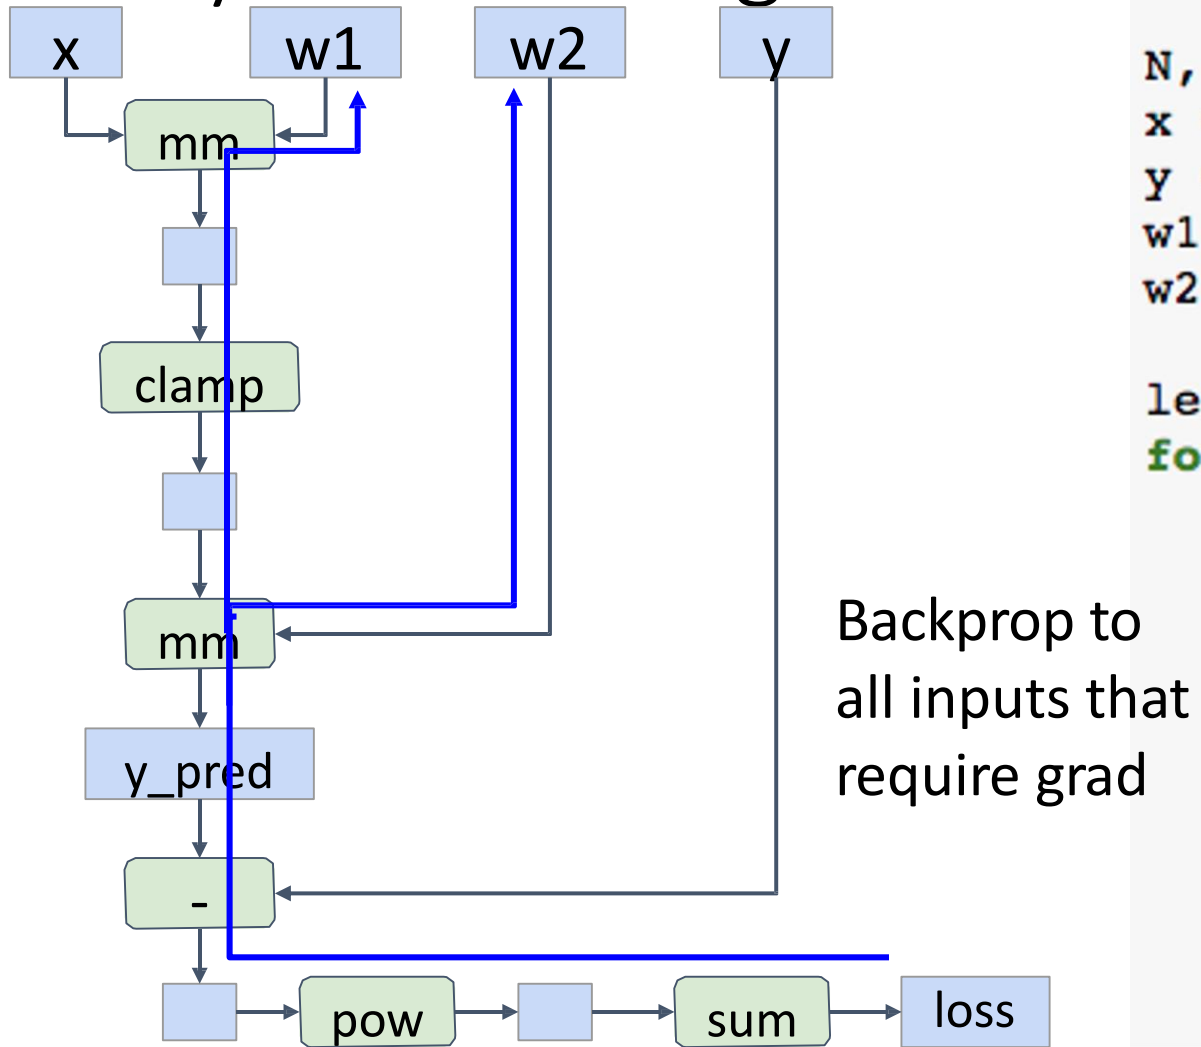 x
w1
w2
y
mm
clamp
mm
y_pred
-
pow
sum
loss
Backprop to
all inputs that
require grad
N,
x
y
w1
w2
le
fo